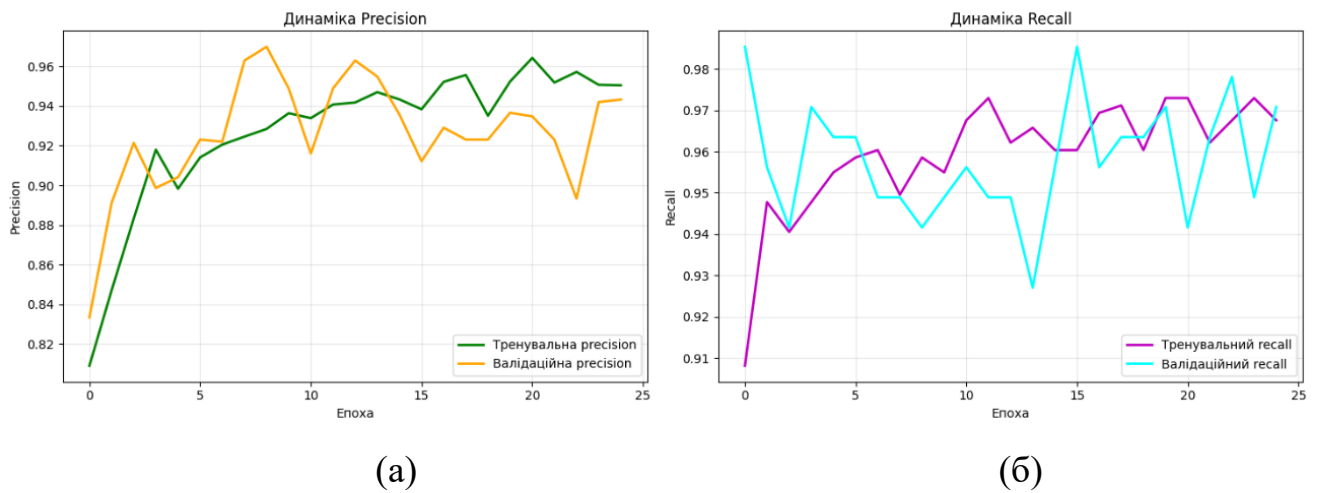 Динаміка Precision
Precision
0.96
0.94
0.92
0.90
0.88
0.86
0.84
0.82
0
5
10
15
20
25
Епоха
Тренувальна precision
Валідаційна precision
(а)
Динаміка Recall
Recall
0.98
0.97
0.96
0.95
0.94
0.93
0.92
0.91
0
5
10
15
20
25
Епоха
Тренувальний recall
Валідаційний recall
(б)